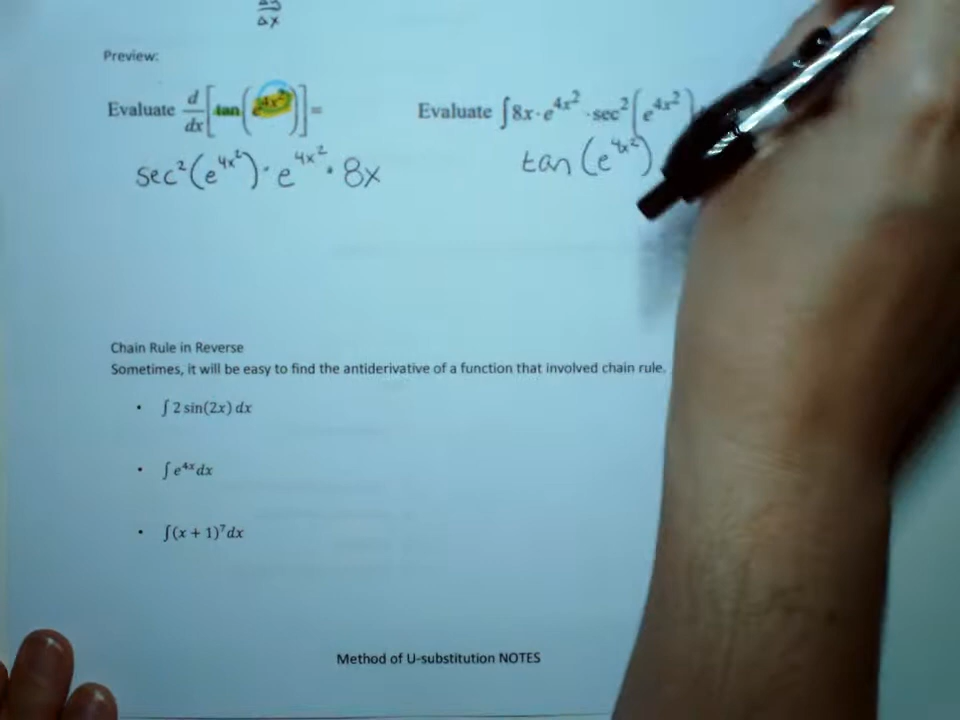 Δx
Preview:
Evaluate d/dx[tan(e^{4x²})]=
Evaluate ∫8x·e^{4x²}·sec²(e^{4x²})
sec²(e^{4x²})·e^{4x²}·8x
tan(e^{4x²})
Chain Rule in Reverse
Sometimes, it will be easy to find the antiderivative of a function that involved chain rule.
• ∫2 sin(2x) dx
• ∫e^{4x}dx
• ∫(x + 1)⁷dx
Method of U-substitution NOTES